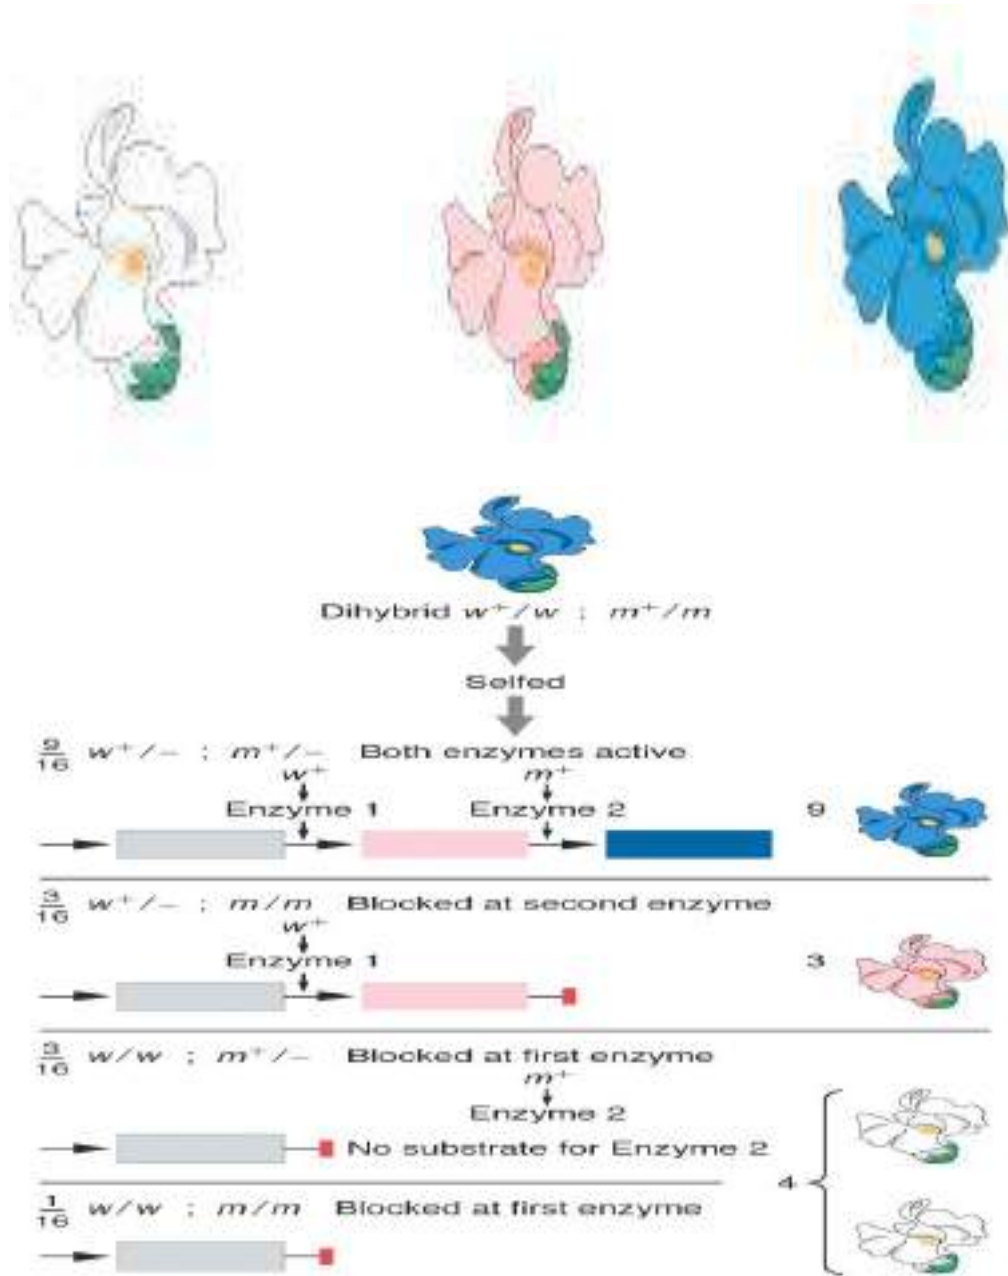 Dihybrid w⁺/w ; m⁺/m
Selfed
9/16 w⁺/– ; m⁺/– Both enzymes active
w⁺ m⁺
Enzyme 1 Enzyme 2
9
3/16 w⁺/– ; m/m Blocked at second enzyme
w⁺
Enzyme 1
3
3/16 w/w ; m⁺/– Blocked at first enzyme
m⁺
Enzyme 2
No substrate for Enzyme 2
4
1/16 w/w ; m/m Blocked at first enzyme